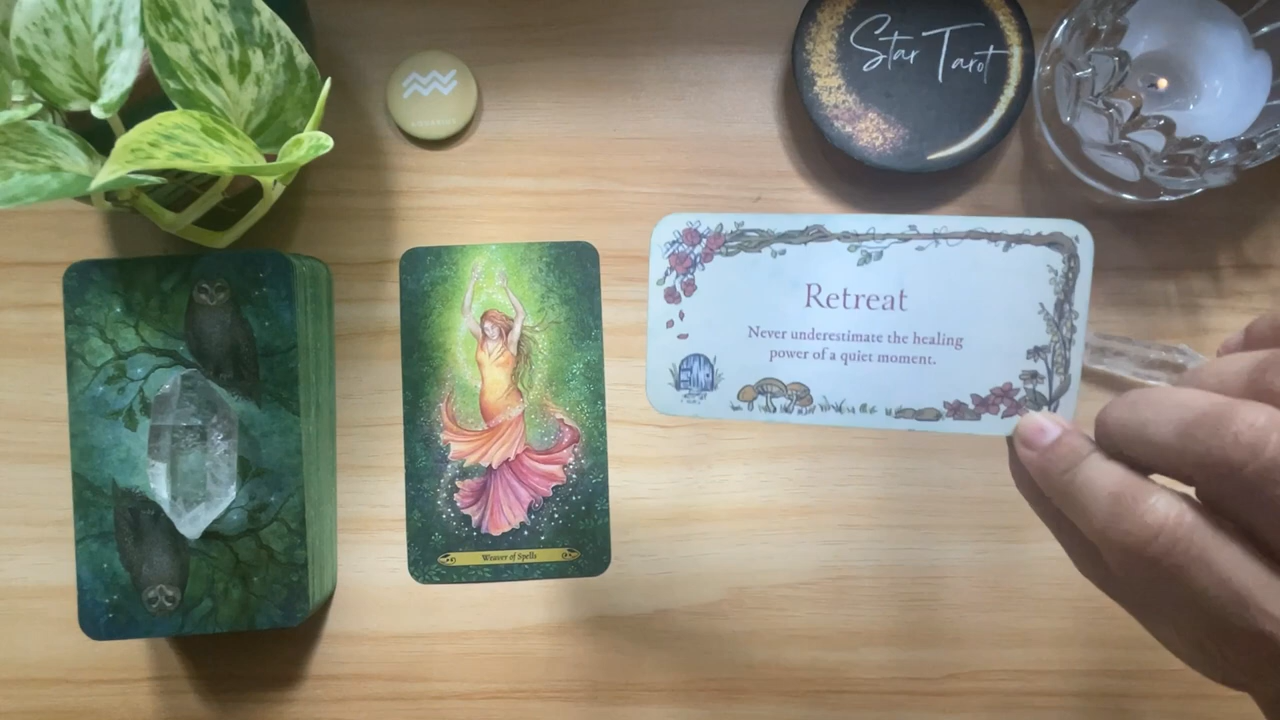 Star Tarot
Retreat
Never underestimate the healing
power of a quiet moment.
Weaver of Spells